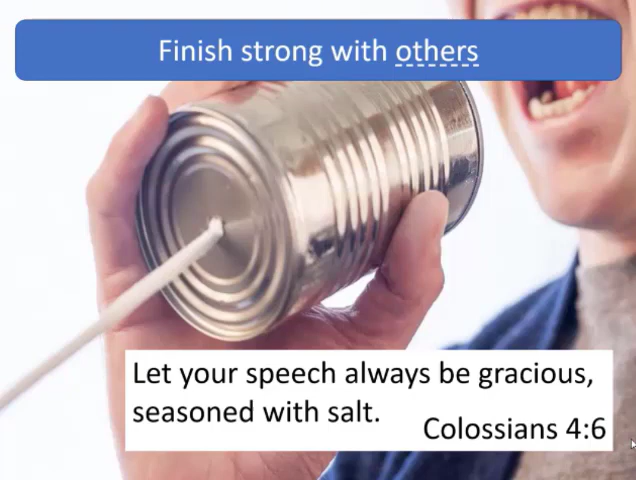 Finish strong with others
Let your speech always be gracious,
seasoned with salt.
Colossians 4:6